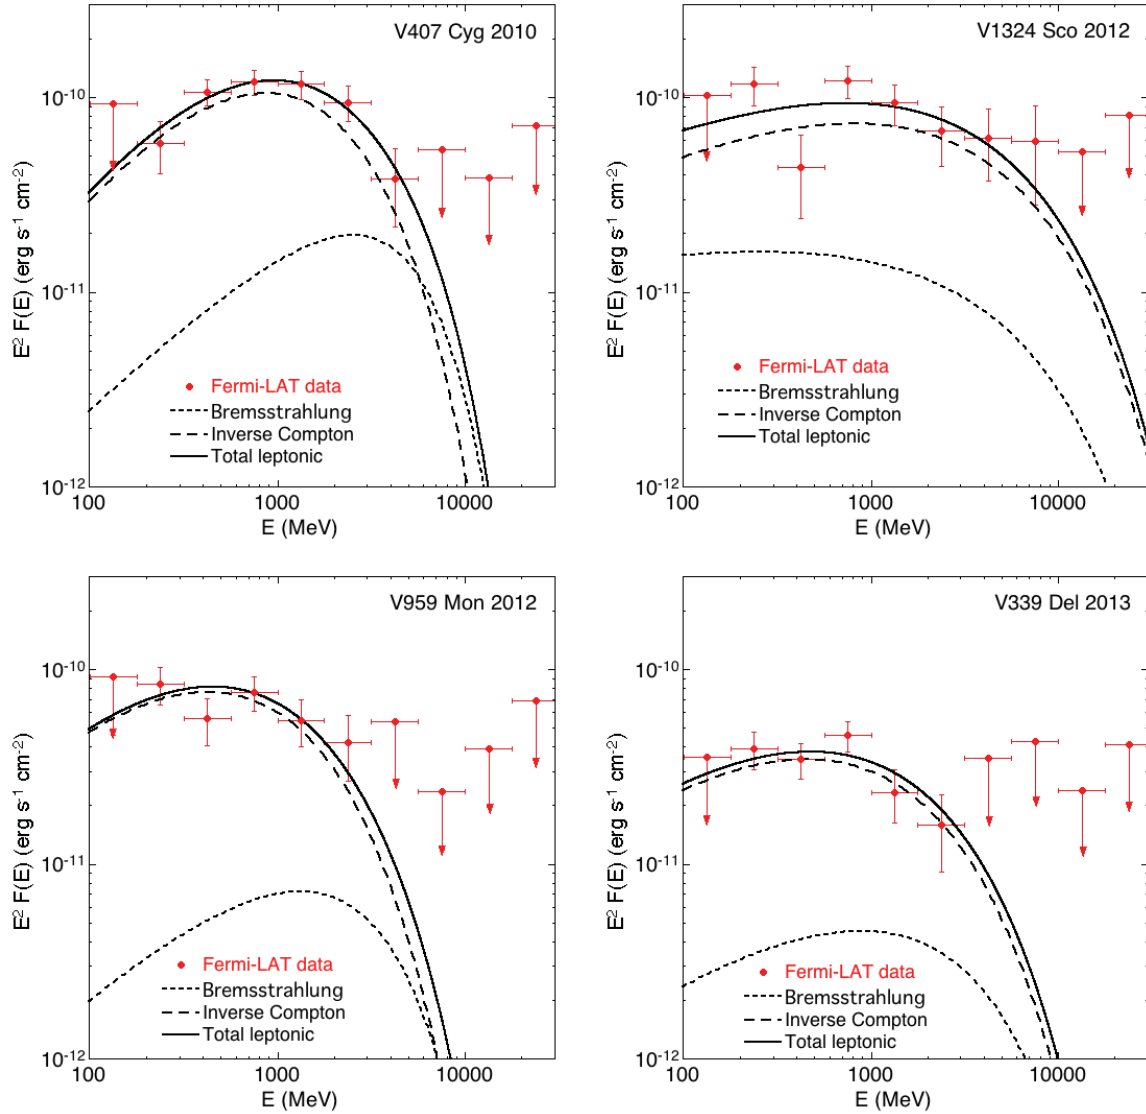 V407 Cyg 2010
10⁻¹⁰
10⁻¹¹
10⁻¹²
E² F(E) (erg s⁻¹ cm⁻²)
Fermi-LAT data
Bremsstrahlung
Inverse Compton
Total leptonic
100 1000 10000
E (MeV)
V1324 Sco 2012
10⁻¹⁰
10⁻¹¹
10⁻¹²
E² F(E) (erg s⁻¹ cm⁻²)
Fermi-LAT data
Bremsstrahlung
Inverse Compton
Total leptonic
100 1000 10000
E (MeV)
V959 Mon 2012
10⁻¹⁰
10⁻¹¹
10⁻¹²
E² F(E) (erg s⁻¹ cm⁻²)
Fermi-LAT data
Bremsstrahlung
Inverse Compton
Total leptonic
100 1000 10000
E (MeV)
V339 Del 2013
10⁻¹⁰
10⁻¹¹
10⁻¹²
E² F(E) (erg s⁻¹ cm⁻²)
Fermi-LAT data
Bremsstrahlung
Inverse Compton
Total leptonic
100 1000 10000
E (MeV)